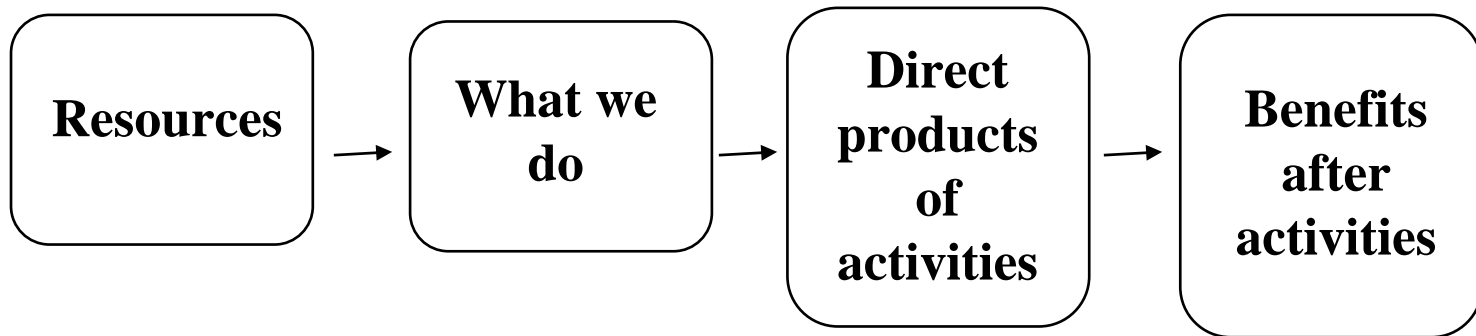 Resources
What we
do
Direct
products
of
activities
Benefits
after
activities